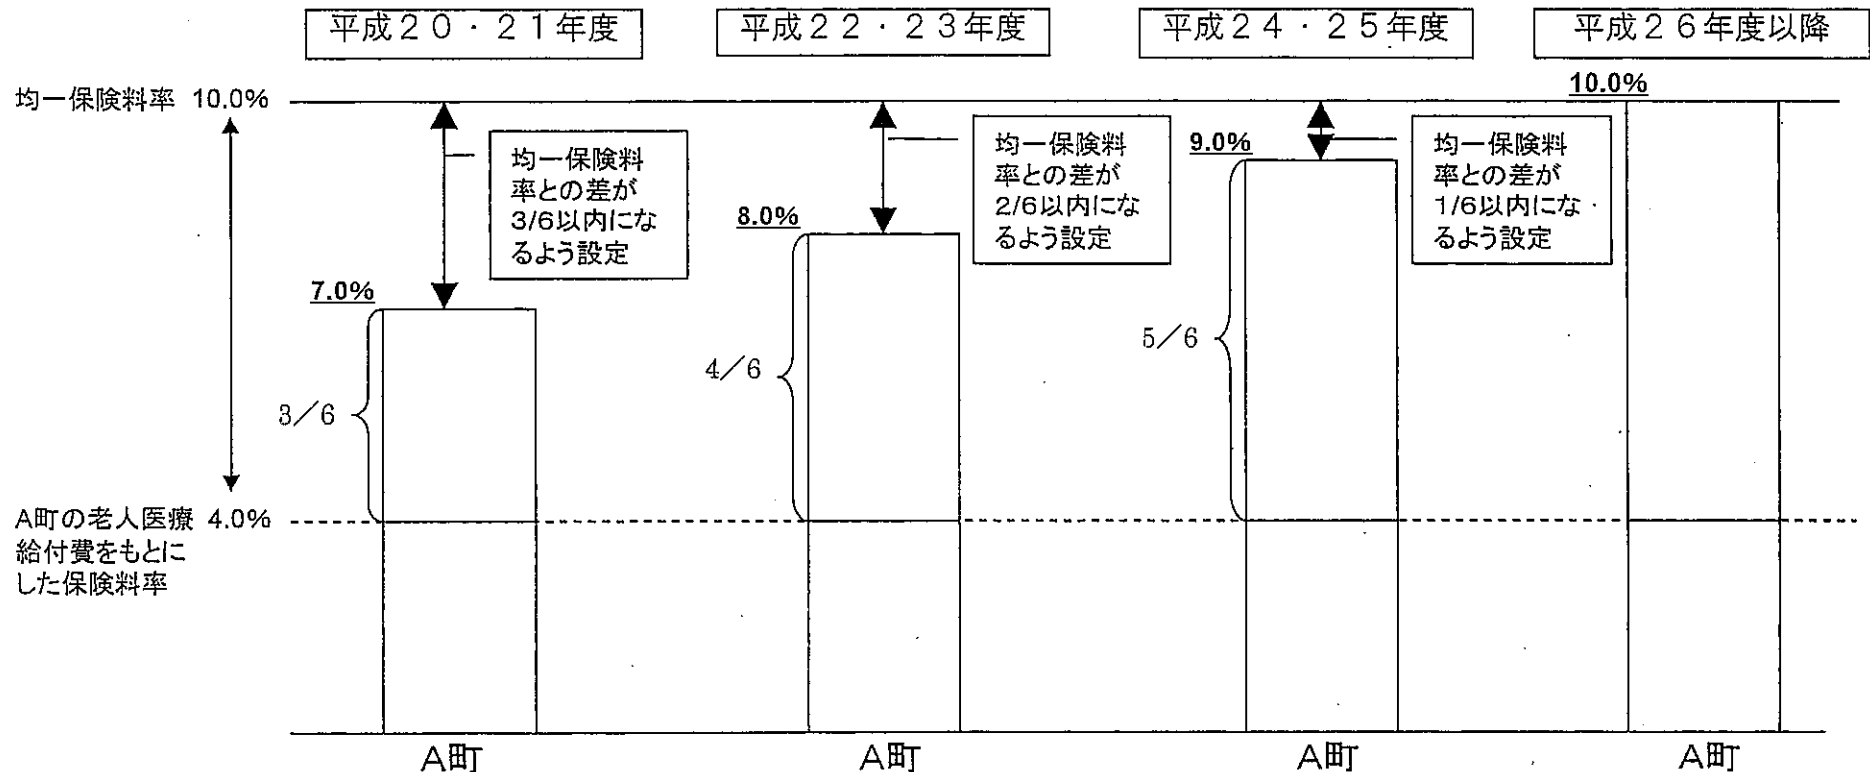 平成２０・２１年度
平成２２・２３年度
平成２４・２５年度
平成２６年度以降
均一保険料率 10.0%
10.0%
均一保険料
率との差が
3/6以内にな
るよう設定
均一保険料
率との差が
2/6以内にな
るよう設定
9.0%
均一保険料
率との差が
1/6以内にな
るよう設定
8.0%
7.0%
3／6
4／6
5／6
A町の老人医療 4.0%
給付費をもとに
した保険料率
A町
A町
A町
A町